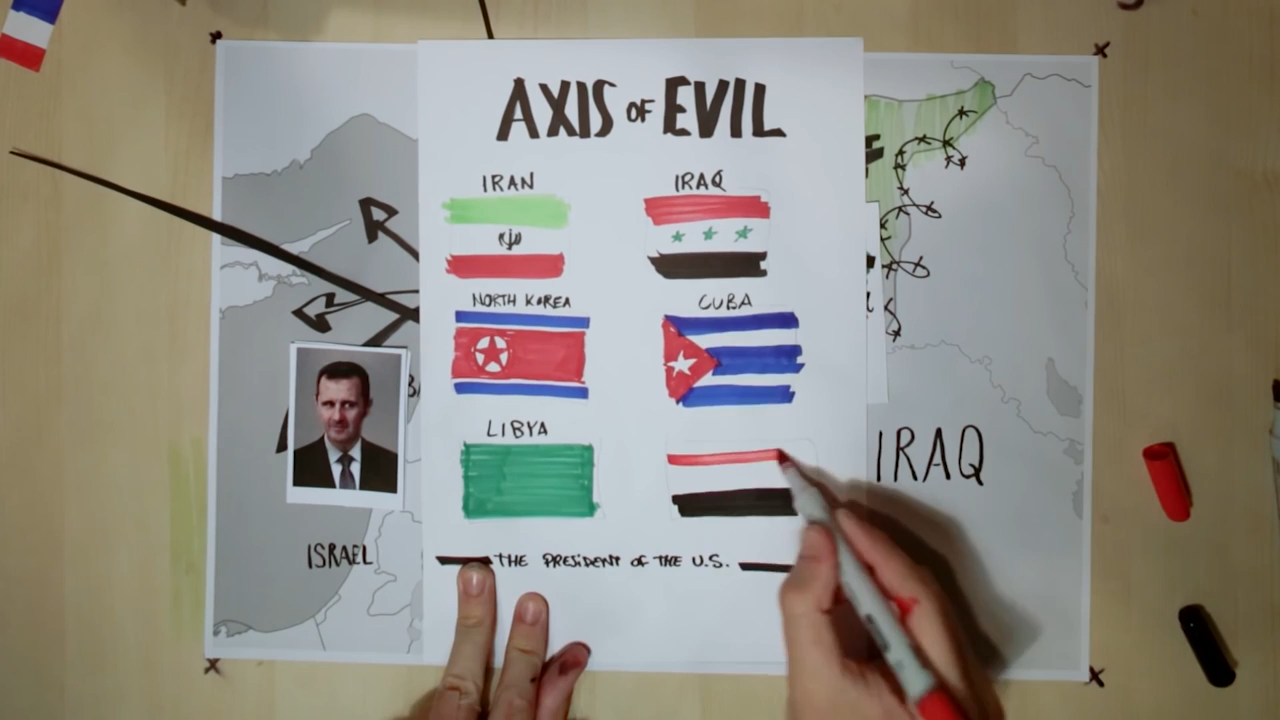 AXIS OF EVIL
IRAN
IRAQ
NORTH KOREA
CUBA
LIBYA
THE PRESIDENT OF THE U.S.
IRAQ
ISRAEL